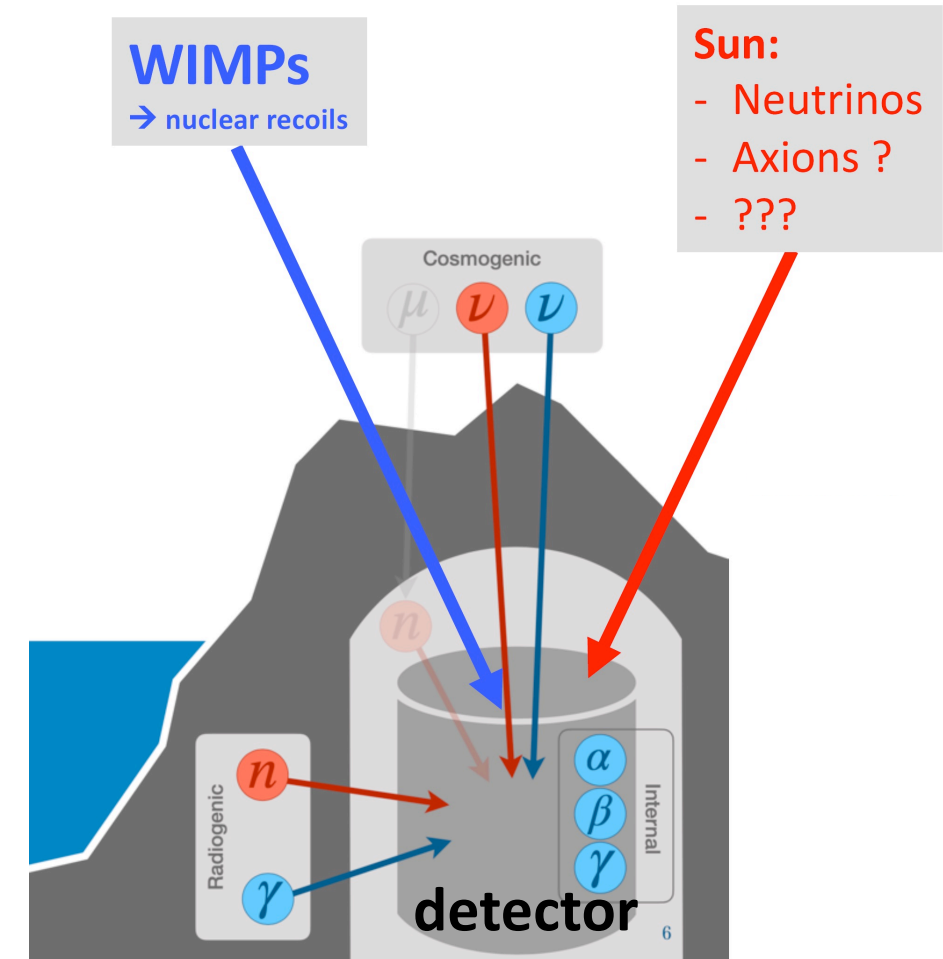 WIMPs
→ nuclear recoils
Sun:
- Neutrinos
- Axions ?
- ???
Cosmogenic
μ ν ν
n
Radiogenic
n
γ
Internal
α
β
γ
detector
6